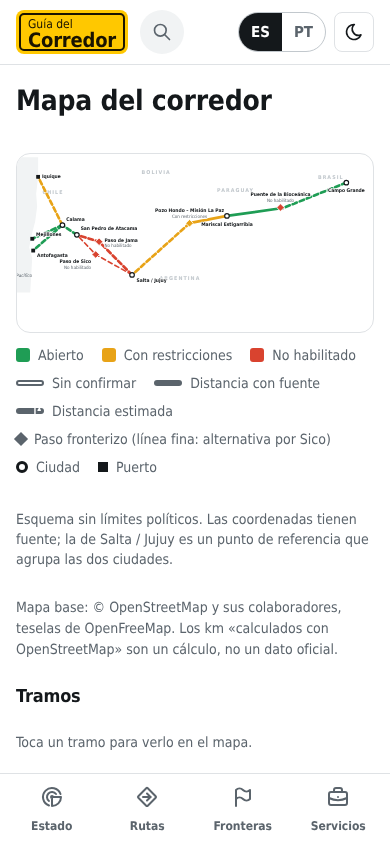 Guía del
Corredor
ES
PT
Mapa del corredor
BOLIVIA
BRASIL
Iquique
CHILE
PARAGUAY
Campo Grande
Puente de la Bioceánica
No habilitado
Pozo Hondo – Misión La Paz
Con restricciones
Mariscal Estigarribia
Calama
San Pedro de Atacama
Mejillones
Paso de Jama
No habilitado
Antofagasta
Paso de Sico
No habilitado
Pacífico
Salta / Jujuy
ARGENTINA
Abierto
Con restricciones
No habilitado
Sin confirmar
Distancia con fuente
Distancia estimada
Paso fronterizo (línea fina: alternativa por Sico)
Ciudad
Puerto
Esquema sin límites políticos. Las coordenadas tienen
fuente; la de Salta / Jujuy es un punto de referencia que
agrupa las dos ciudades.
Mapa base: © OpenStreetMap y sus colaboradores,
teselas de OpenFreeMap. Los km «calculados con
OpenStreetMap» son un cálculo, no un dato oficial.
Tramos
Toca un tramo para verlo en el mapa.
Estado
Rutas
Fronteras
Servicios